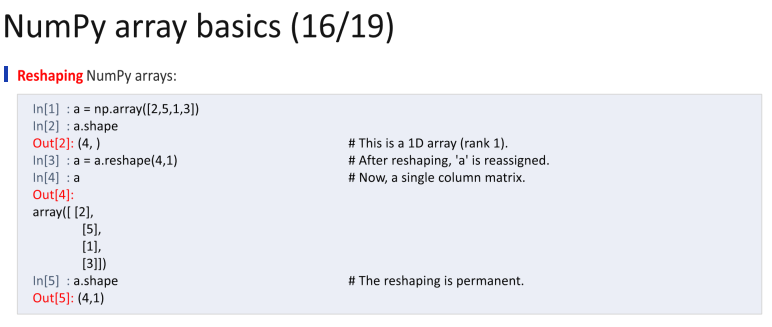 NumPy array basics (16/19)
Reshaping NumPy arrays:
In[1] : a = np.array([2,5,1,3])
In[2] : a.shape
Out[2]: (4, ) # This is a 1D array (rank 1).
In[3] : a = a.reshape(4,1) # After reshaping, 'a' is reassigned.
In[4] : a # Now, a single column matrix.
Out[4]:
array([ [2],
[5],
[1],
[3]])
In[5] : a.shape # The reshaping is permanent.
Out[5]: (4,1)